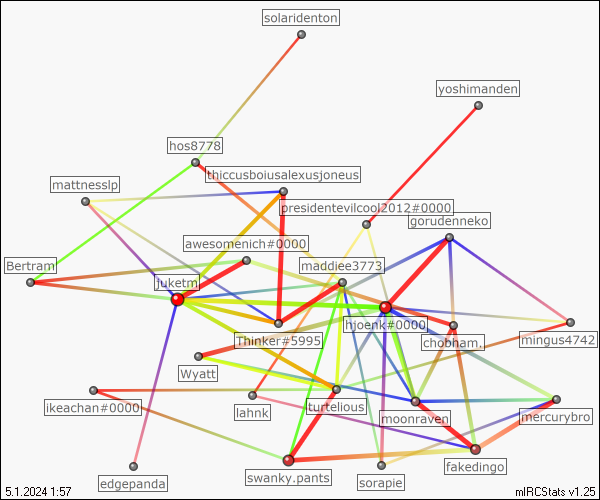 solaridenton
yoshimanden
hos8778
thiccusboiusalexusjoneus
mattnesslp
presidentevilcool2012#0000
gorudenneko
awesomenich#0000
Bertram
maddiee3773
juketm
hjoenk#0000
Thinker#5995
chobham.
mingus4742
Wyatt
ikeachan#0000
lahnk
turtelious
moonraven
mercurybro
swanky.pants
fakedingo
edgepanda
sorapie
5.1.2024 1:57
mIRCStats v1.25